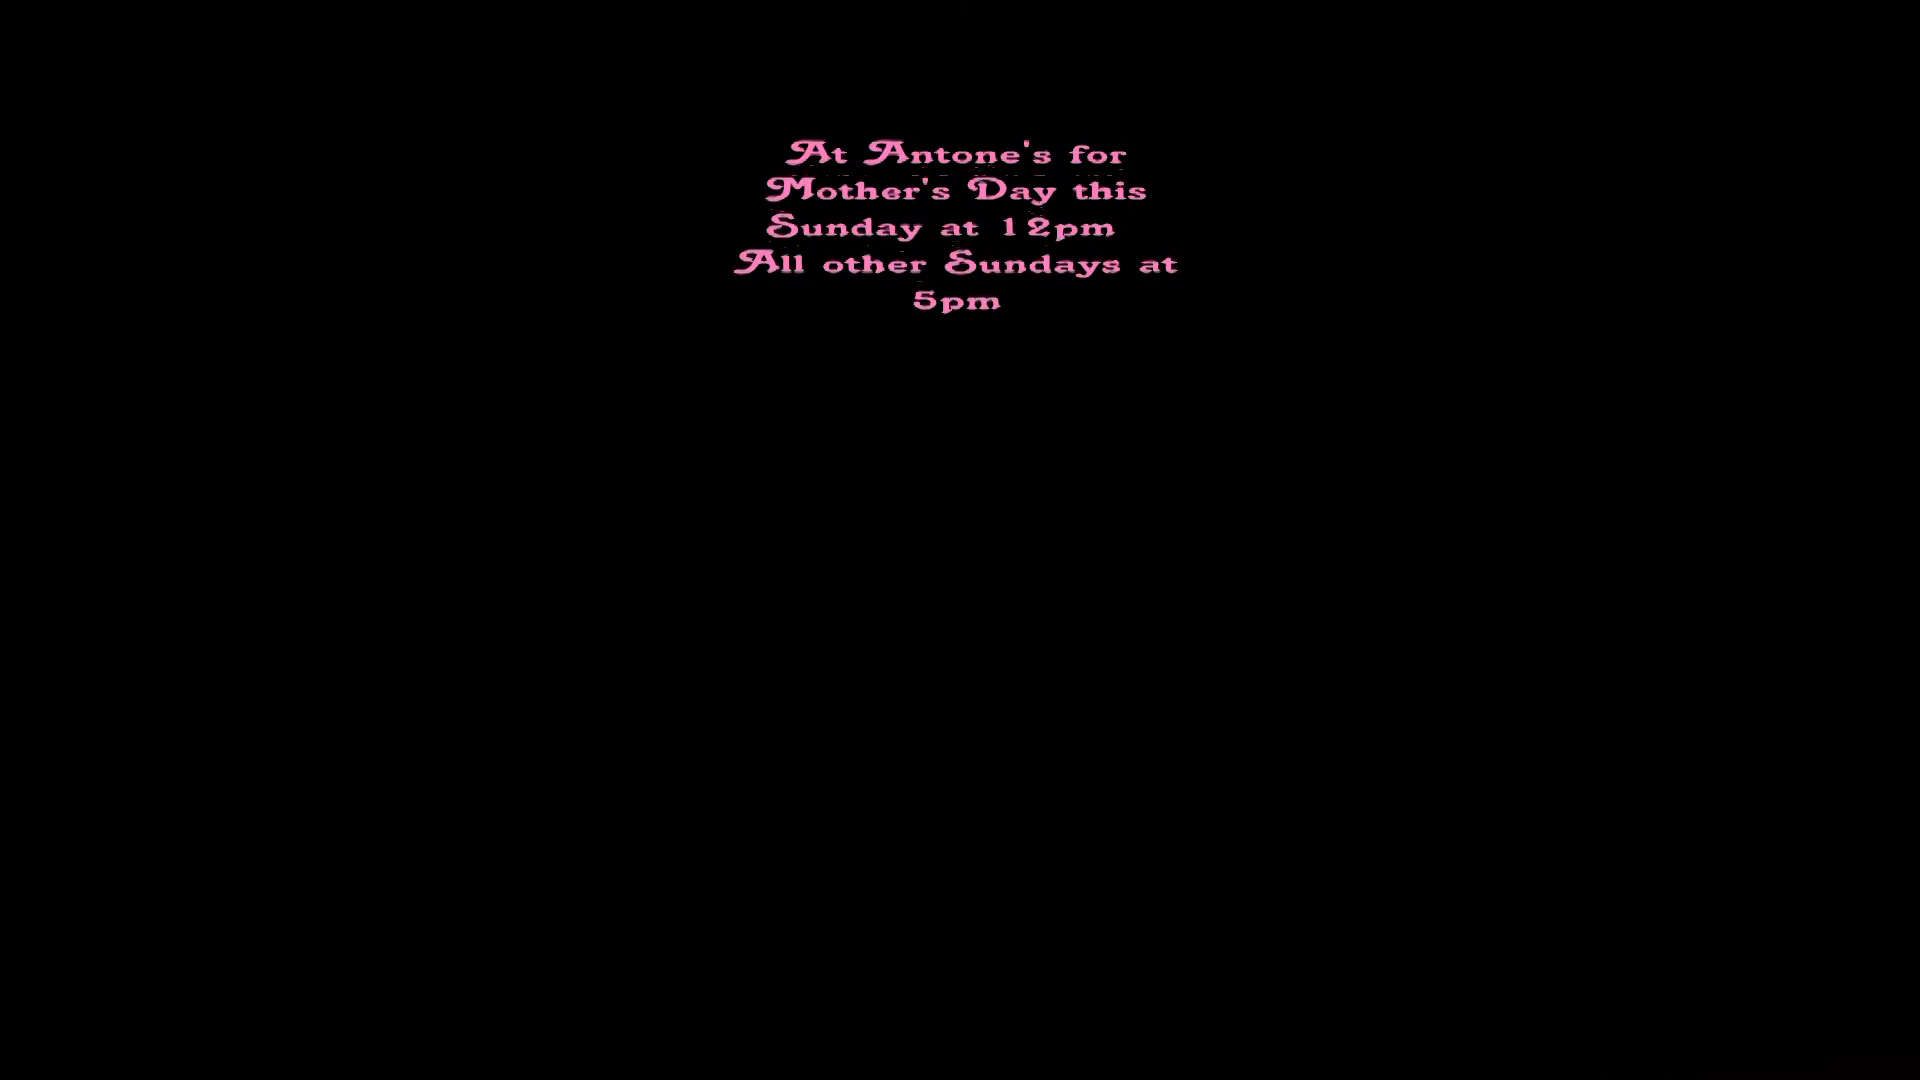 At Antone's for
Mother's Day this
Sunday at 12pm
All other Sundays at
5pm